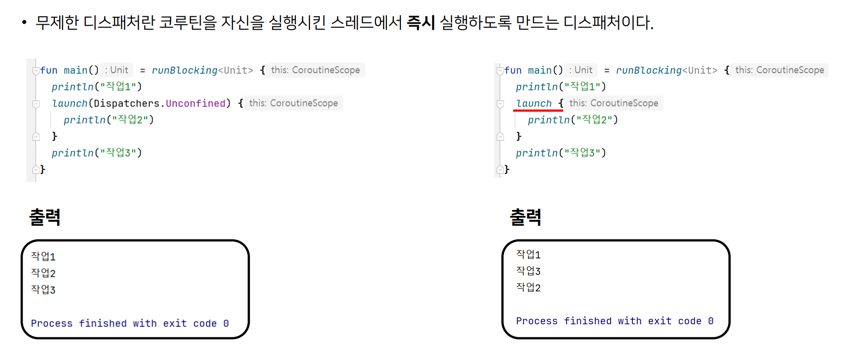 • 무제한 디스패처란 코루틴을 자신을 실행시킨 스레드에서 즉시 실행하도록 만드는 디스패처이다.
fun main() : Unit = runBlocking<Unit> { this: CoroutineScope
println("작업1")
launch(Dispatchers.Unconfined) { this: CoroutineScope
println("작업2")
}
println("작업3")
}
출력
작업1
작업2
작업3
Process finished with exit code 0
fun main() : Unit = runBlocking<Unit> { this: CoroutineScope
println("작업1")
launch { this: CoroutineScope
println("작업2")
}
println("작업3")
}
출력
작업1
작업3
작업2
Process finished with exit code 0